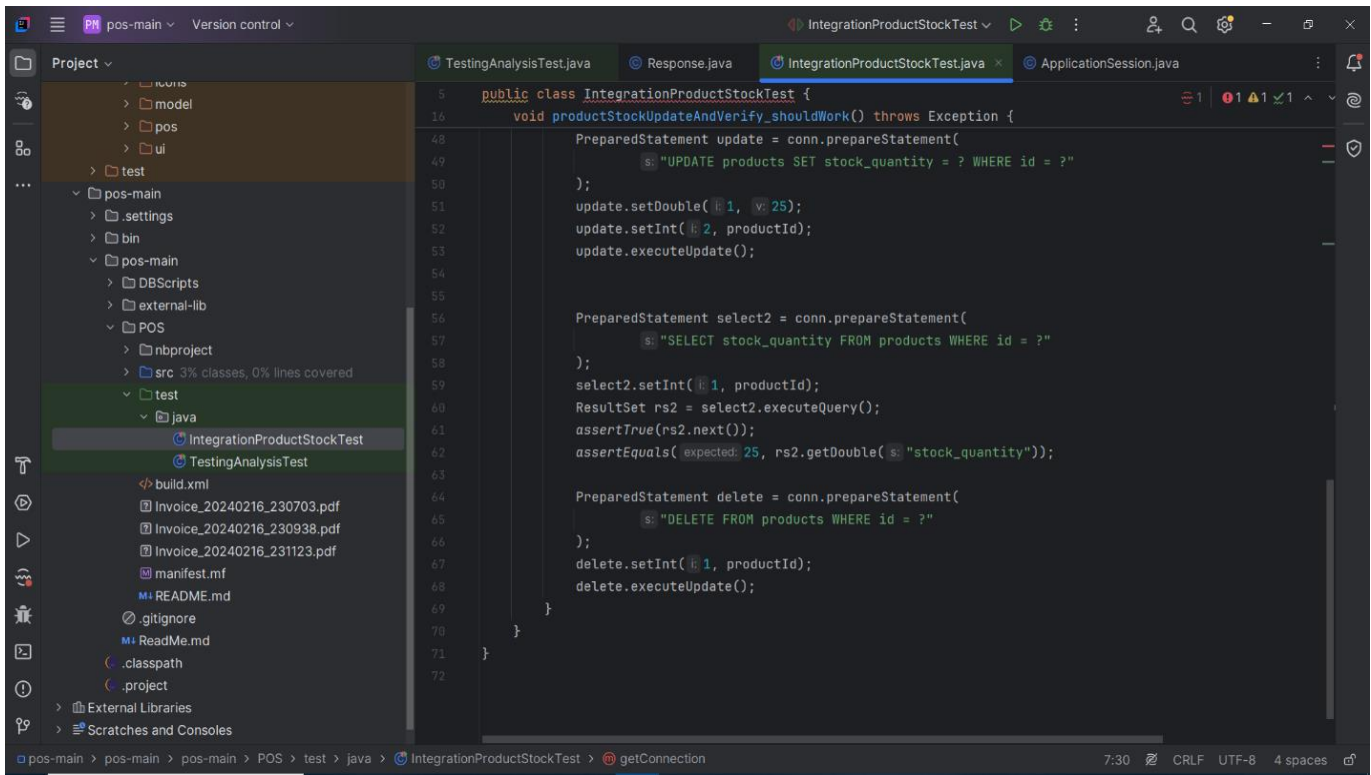 PM pos-main Version control IntegrationProductStockTest
Project
TestingAnalysisTest.java Response.java IntegrationProductStockTest.java ApplicationSession.java
icons
model
pos
ui
test
pos-main
.settings
bin
pos-main
DBScripts
external-lib
POS
nbproject
src 3% classes, 0% lines covered
test
java
IntegrationProductStockTest
TestingAnalysisTest
build.xml
Invoice_20240216_230703.pdf
Invoice_20240216_230938.pdf
Invoice_20240216_231123.pdf
manifest.mf
README.md
.gitignore
ReadMe.md
.classpath
.project
External Libraries
Scratches and Consoles
5 public class IntegrationProductStockTest { 1 1 1 1
16 void productStockUpdateAndVerify_shouldWork() throws Exception {
48 PreparedStatement update = conn.prepareStatement(
49 s: "UPDATE products SET stock_quantity = ? WHERE id = ?"
50 );
51 update.setDouble( i: 1, v: 25);
52 update.setInt( i: 2, productId);
53 update.executeUpdate();
54
55
56 PreparedStatement select2 = conn.prepareStatement(
57 s: "SELECT stock_quantity FROM products WHERE id = ?"
58 );
59 select2.setInt( i: 1, productId);
60 ResultSet rs2 = select2.executeQuery();
61 assertTrue(rs2.next());
62 assertEquals( expected: 25, rs2.getDouble( s: "stock_quantity"));
63
64 PreparedStatement delete = conn.prepareStatement(
65 s: "DELETE FROM products WHERE id = ?"
66 );
67 delete.setInt( i: 1, productId);
68 delete.executeUpdate();
69 }
70 }
71 }
72
pos-main > pos-main > pos-main > POS > test > java > IntegrationProductStockTest > getConnection 7:30 CRLF UTF-8 4 spaces